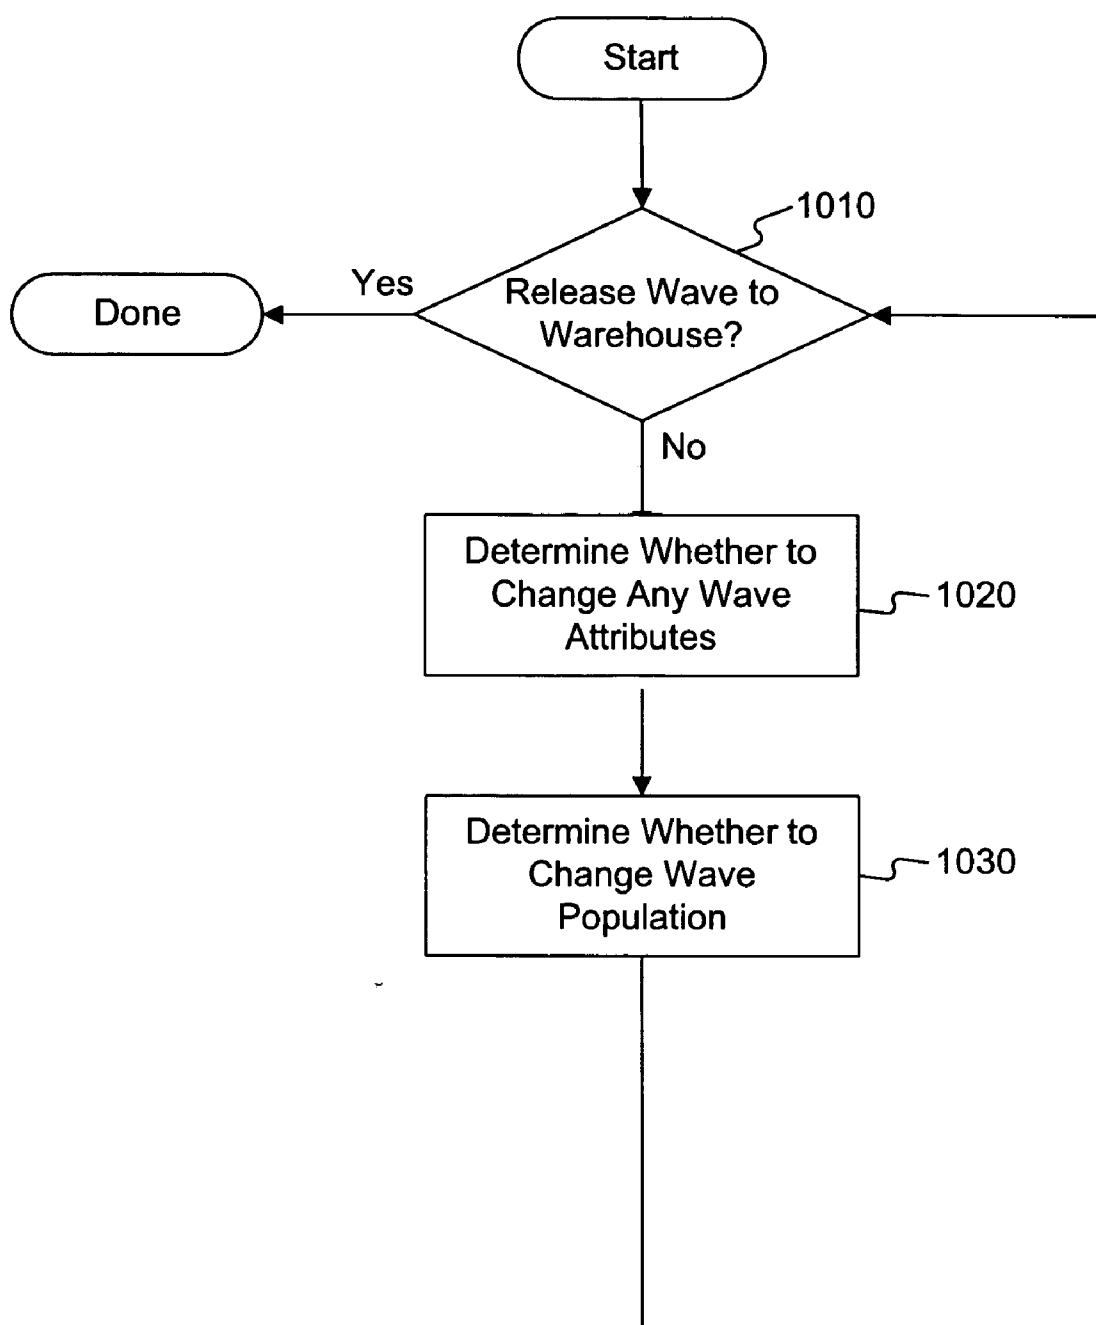 Start
1010
Release Wave to
Warehouse?
Yes
Done
No
Determine Whether to
Change Any Wave
Attributes
1020
Determine Whether to
Change Wave
Population
1030